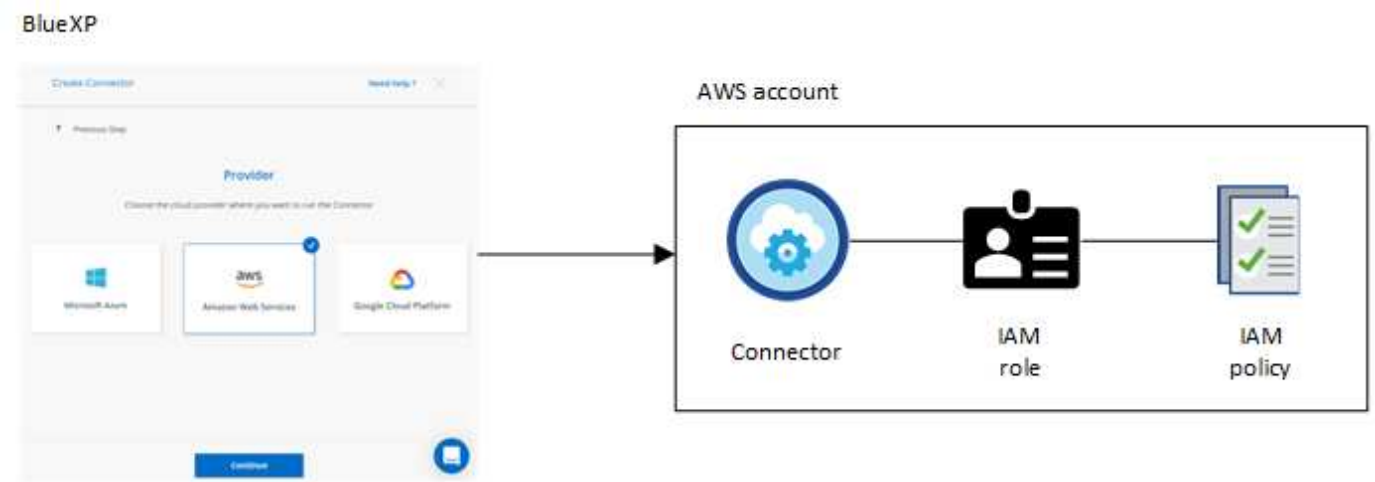 BlueXP
Create Connector
Need help ?
Previous Step
Provider
Choose the cloud provider where you want to run the Connector
aws
Microsoft Azure
Amazon Web Services
Google Cloud Platform
Continue
AWS account
Connector
IAM
role
IAM
policy